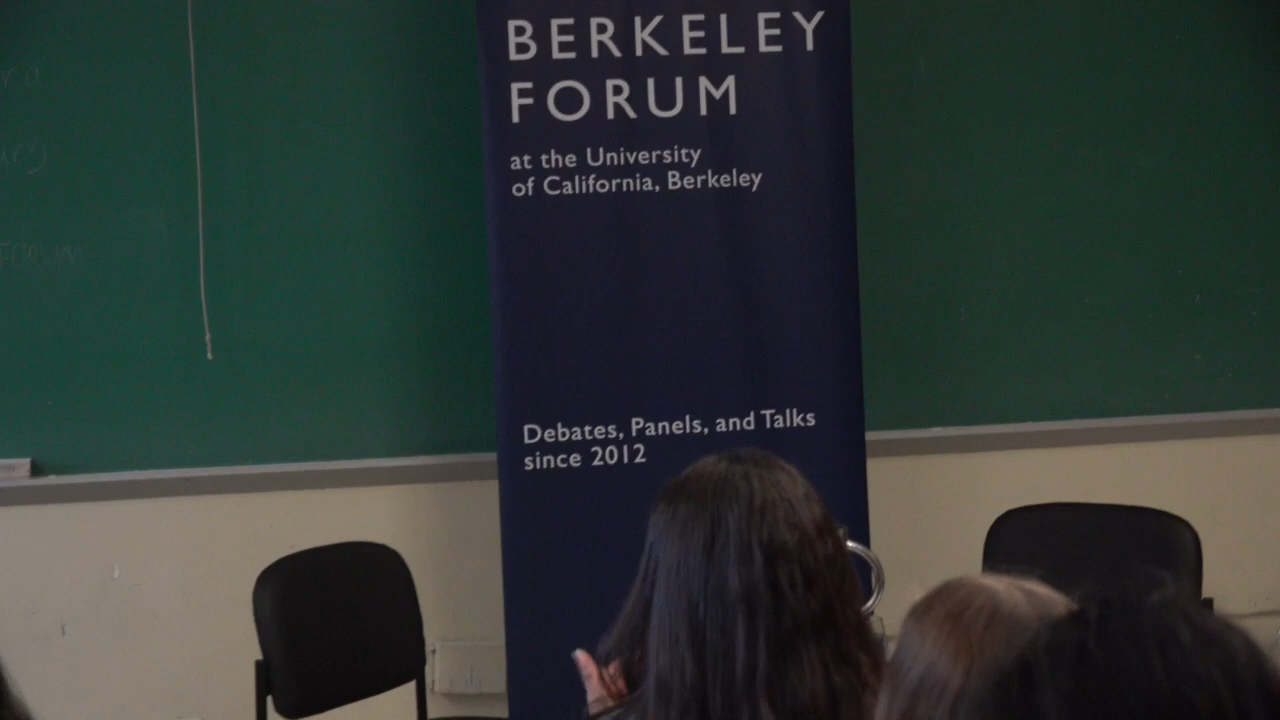 BERKELEY
FORUM
at the University
of California, Berkeley
Debates, Panels, and Talks
since 2012